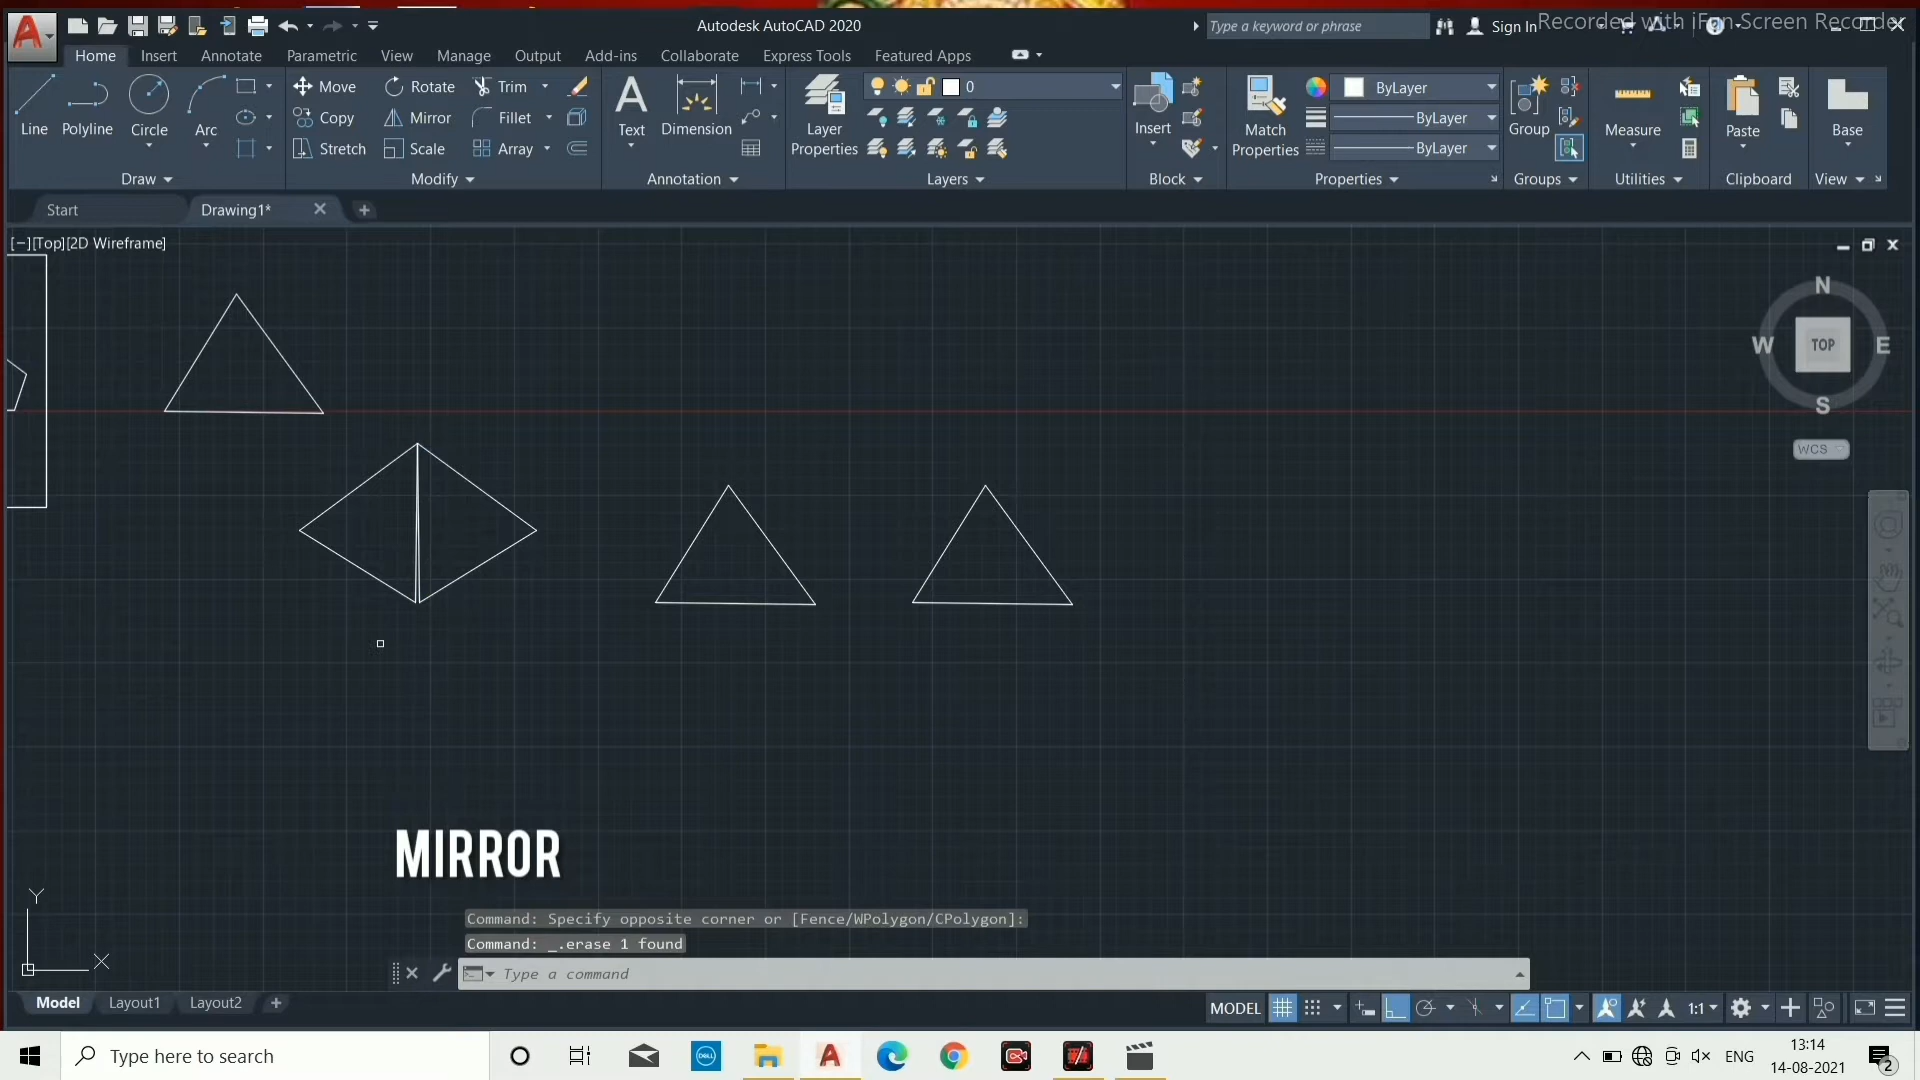 Autodesk AutoCAD 2020
Type a keyword or phrase
Sign In
Recorded with iFun Screen Recorder
Home Insert Annotate Parametric View Manage Output Add-ins Collaborate Express Tools Featured Apps
Move Rotate Trim 0 ByLayer
Line Polyline Circle Arc Copy Mirror Fillet Text Dimension Layer Properties Insert Match Properties ByLayer Group Measure Paste Base
Stretch Scale Array ByLayer
Draw Modify Annotation Layers Block Properties Groups Utilities Clipboard View
Start Drawing1*
[−][Top][2D Wireframe]
N
W TOP E
S
WCS
MIRROR
Y
X
Command: Specify opposite corner or [Fence/WPolygon/CPolygon]:
Command: _.erase 1 found
Type a command
Model Layout1 Layout2 MODEL 1:1
Type here to search
DELL
ENG
13:14
14-08-2021
2